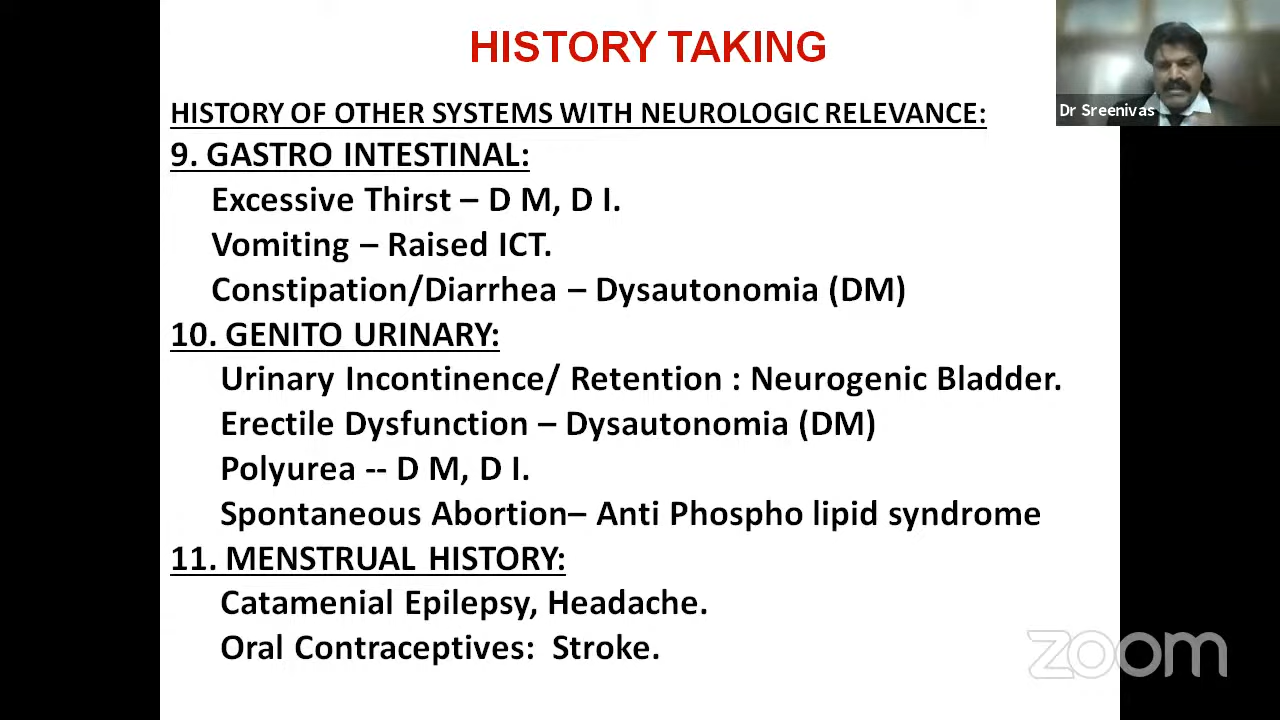 HISTORY TAKING
Dr Sreenivas
HISTORY OF OTHER SYSTEMS WITH NEUROLOGIC RELEVANCE:
9. GASTRO INTESTINAL:
Excessive Thirst – D M, D I.
Vomiting – Raised ICT.
Constipation/Diarrhea – Dysautonomia (DM)
10. GENITO URINARY:
Urinary Incontinence/ Retention : Neurogenic Bladder.
Erectile Dysfunction – Dysautonomia (DM)
Polyurea -- D M, D I.
Spontaneous Abortion– Anti Phospho lipid syndrome
11. MENSTRUAL HISTORY:
Catamenial Epilepsy, Headache.
Oral Contraceptives: Stroke.
zoom